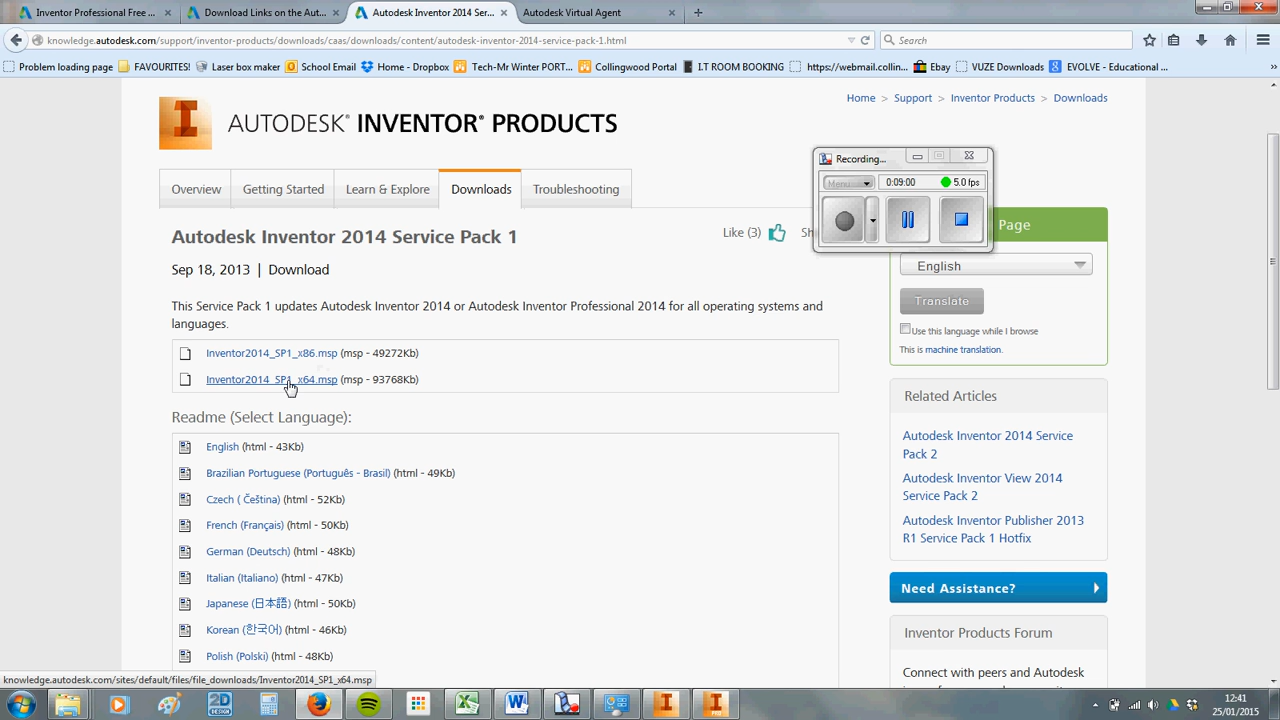 Inventor Professional Free ...
Download Links on the Aut...
Autodesk Inventor 2014 Ser...
Autodesk Virtual Agent
knowledge.autodesk.com/support/inventor-products/downloads/caas/downloads/content/autodesk-inventor-2014-service-pack-1.html
Search
Problem loading page
FAVOURITES!
Laser box maker
School Email
Home - Dropbox
Tech-Mr Winter PORT...
Collingwood Portal
I.T ROOM BOOKING
https://webmail.collin...
Ebay
VUZE Downloads
EVOLVE - Educational ...
Home > Support > Inventor Products > Downloads
AUTODESK® INVENTOR® PRODUCTS
Recording...
Menu
0:09:00
5.0 fps
Overview
Getting Started
Learn & Explore
Downloads
Troubleshooting
Page
Autodesk Inventor 2014 Service Pack 1
Like (3)
English
Sep 18, 2013 | Download
Translate
This Service Pack 1 updates Autodesk Inventor 2014 or Autodesk Inventor Professional 2014 for all operating systems and
languages.
Use this language while I browse
This is machine translation.
Inventor2014_SP1_x86.msp (msp - 49272Kb)
Inventor2014_SP1_x64.msp (msp - 93768Kb)
Related Articles
Autodesk Inventor 2014 Service
Pack 2
Autodesk Inventor View 2014
Service Pack 2
Autodesk Inventor Publisher 2013
R1 Service Pack 1 Hotfix
Readme (Select Language):
English (html - 43Kb)
Brazilian Portuguese (Português - Brasil) (html - 49Kb)
Czech ( Čeština) (html - 52Kb)
French (Français) (html - 50Kb)
German (Deutsch) (html - 48Kb)
Italian (Italiano) (html - 47Kb)
Japanese (日本語) (html - 50Kb)
Korean (한국어) (html - 46Kb)
Polish (Polski) (html - 48Kb)
Need Assistance?
Inventor Products Forum
Connect with peers and Autodesk
knowledge.autodesk.com/sites/default/files/file_downloads/Inventor2014_SP1_x64.msp
12:41
25/01/2015